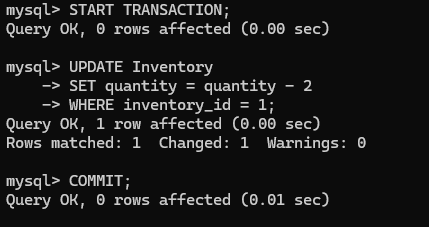 mysql> START TRANSACTION;
Query OK, 0 rows affected (0.00 sec)

mysql> UPDATE Inventory
    -> SET quantity = quantity - 2
    -> WHERE inventory_id = 1;
Query OK, 1 row affected (0.00 sec)
Rows matched: 1  Changed: 1  Warnings: 0

mysql> COMMIT;
Query OK, 0 rows affected (0.01 sec)